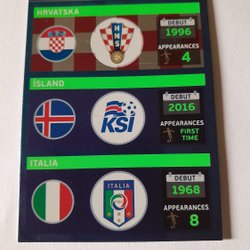 HRVATSKA
HNS
DEBUT
1996
APPEARANCES
4
ÍSLAND
KSÍ
DEBUT
2016
APPEARANCES
FIRST
TIME
ITALIA
ITALIA
DEBUT
1968
APPEARANCES
8